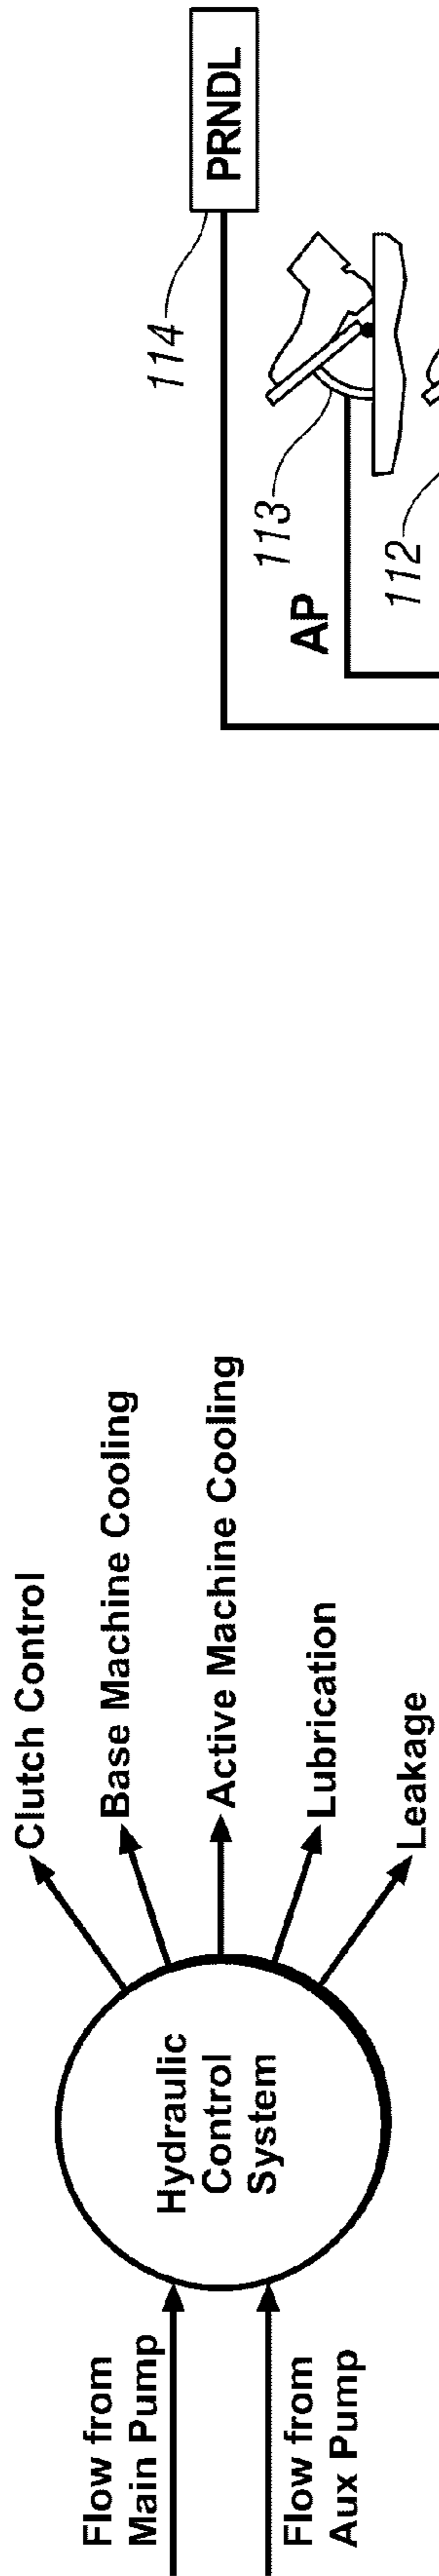 Flow from
Main Pump
Flow from
Aux Pump
Hydraulic
Control
System
Clutch Control
Base Machine Cooling
Active Machine Cooling
Lubrication
Leakage
114
PRNDL
113
AP
112